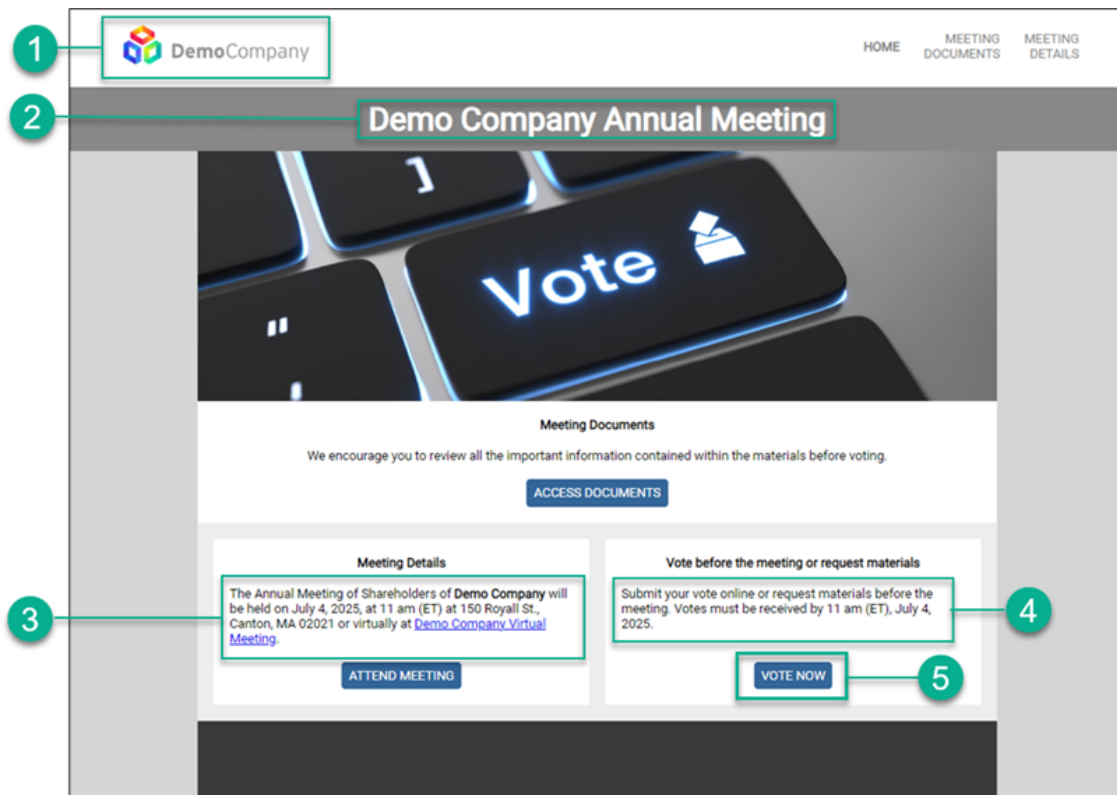 1
DemoCompany
HOME
MEETING
DOCUMENTS
MEETING
DETAILS
2
Demo Company Annual Meeting
]
Vote
"
'
Meeting Documents
We encourage you to review all the important information contained within the materials before voting.
ACCESS DOCUMENTS
Meeting Details
The Annual Meeting of Shareholders of Demo Company will
be held on July 4, 2025, at 11 am (ET) at 150 Royall St.,
Canton, MA 02021 or virtually at Demo Company Virtual
Meeting.
3
ATTEND MEETING
Vote before the meeting or request materials
Submit your vote online or request materials before the
meeting. Votes must be received by 11 am (ET), July 4,
2025.
4
VOTE NOW
5